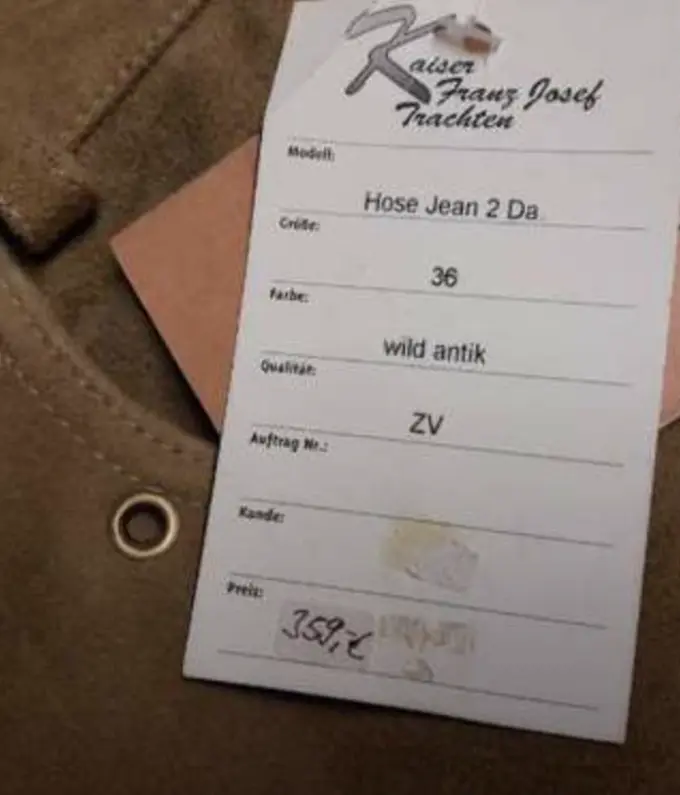 Kaiser
Franz Josef
Trachten
Modell:
Hose Jean 2 Da
Größe:
36
Farbe:
wild antik
Qualität:
ZV
Auftrag Nr.:
Kunde:
Preis:
359,-€